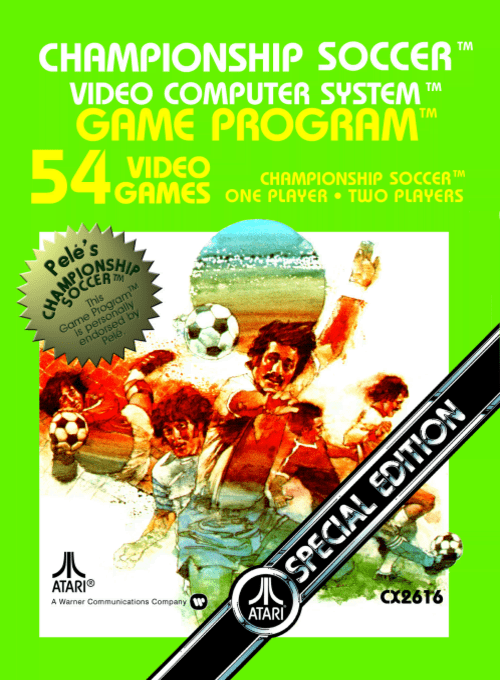 CHAMPIONSHIP SOCCER™
VIDEO COMPUTER SYSTEM™
GAME PROGRAM™
54 VIDEO GAMES
CHAMPIONSHIP SOCCER™
ONE PLAYER • TWO PLAYERS
Pelé's
CHAMPIONSHIP
SOCCER™
This
Game Program™
is personally
endorsed by
Pelé.
SPECIAL EDITION
ATARI®
A Warner Communications Company
ATARI
CX2616